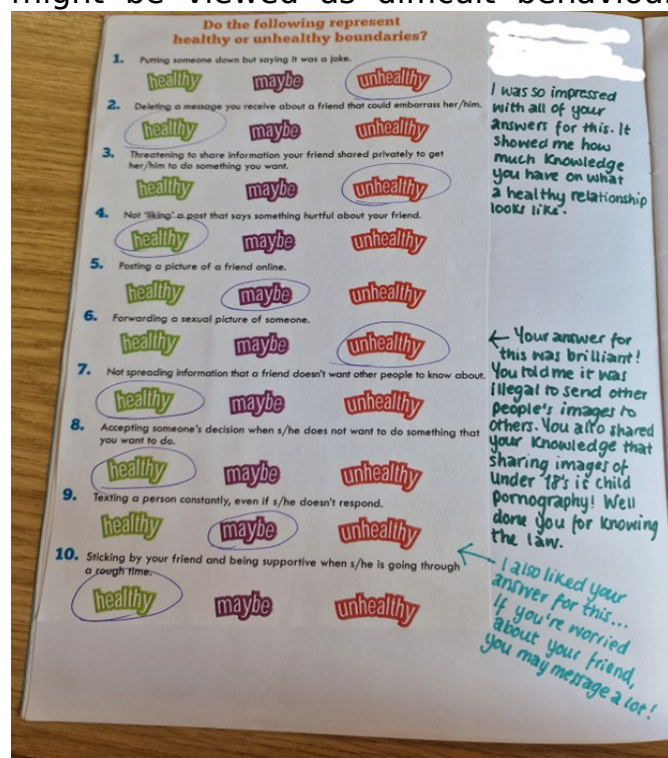 might be viewed as difficult behaviour
Do the following represent
healthy or unhealthy boundaries?
1. Putting someone down but saying it was a joke.
healthy maybe unhealthy
2. Deleting a message you receive about a friend that could embarrass her/him.
healthy maybe unhealthy
3. Threatening to share information your friend shared privately to get
her/him to do something you want.
healthy maybe unhealthy
4. Not 'liking' a post that says something hurtful about your friend.
healthy maybe unhealthy
5. Posting a picture of a friend online.
healthy maybe unhealthy
6. Forwarding a sexual picture of someone.
healthy maybe unhealthy
7. Not spreading information that a friend doesn't want other people to know about.
healthy maybe unhealthy
8. Accepting someone's decision when s/he does not want to do something that
you want to do.
healthy maybe unhealthy
9. Texting a person constantly, even if s/he doesn't respond.
healthy maybe unhealthy
10. Sticking by your friend and being supportive when s/he is going through
a rough time.
healthy maybe unhealthy
I was so impressed
with all of your
answers for this. It
showed me how
much knowledge
you have on what
a healthy relationship
looks like.
← Your answer for
this was brilliant!
You told me it was
illegal to send other
people's images to
others. You also shared
your knowledge that
sharing images of
under 18's is child
pornography! Well
done you for knowing
the law.
I also liked your
answer for this...
If you're worried
about your friend,
you may message a lot!